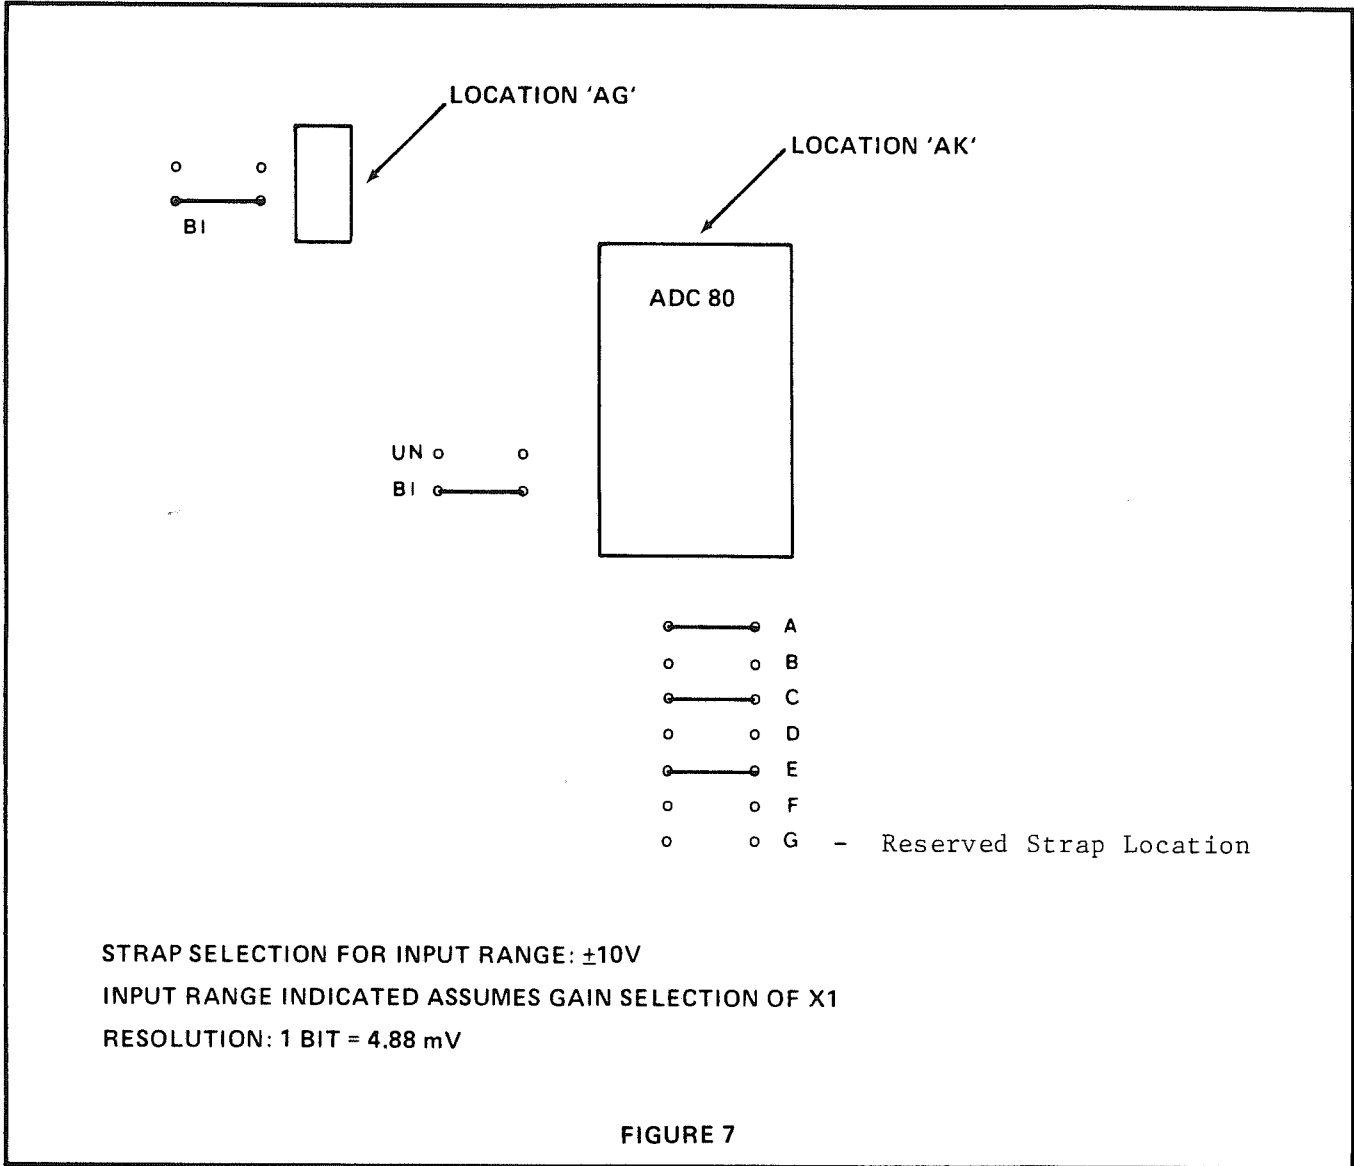 LOCATION 'AG'
LOCATION 'AK'
BI
ADC 80
UN
BI
A
B
C
D
E
F
G - Reserved Strap Location
STRAP SELECTION FOR INPUT RANGE: ±10V
INPUT RANGE INDICATED ASSUMES GAIN SELECTION OF X1
RESOLUTION: 1 BIT = 4.88 mV
FIGURE 7